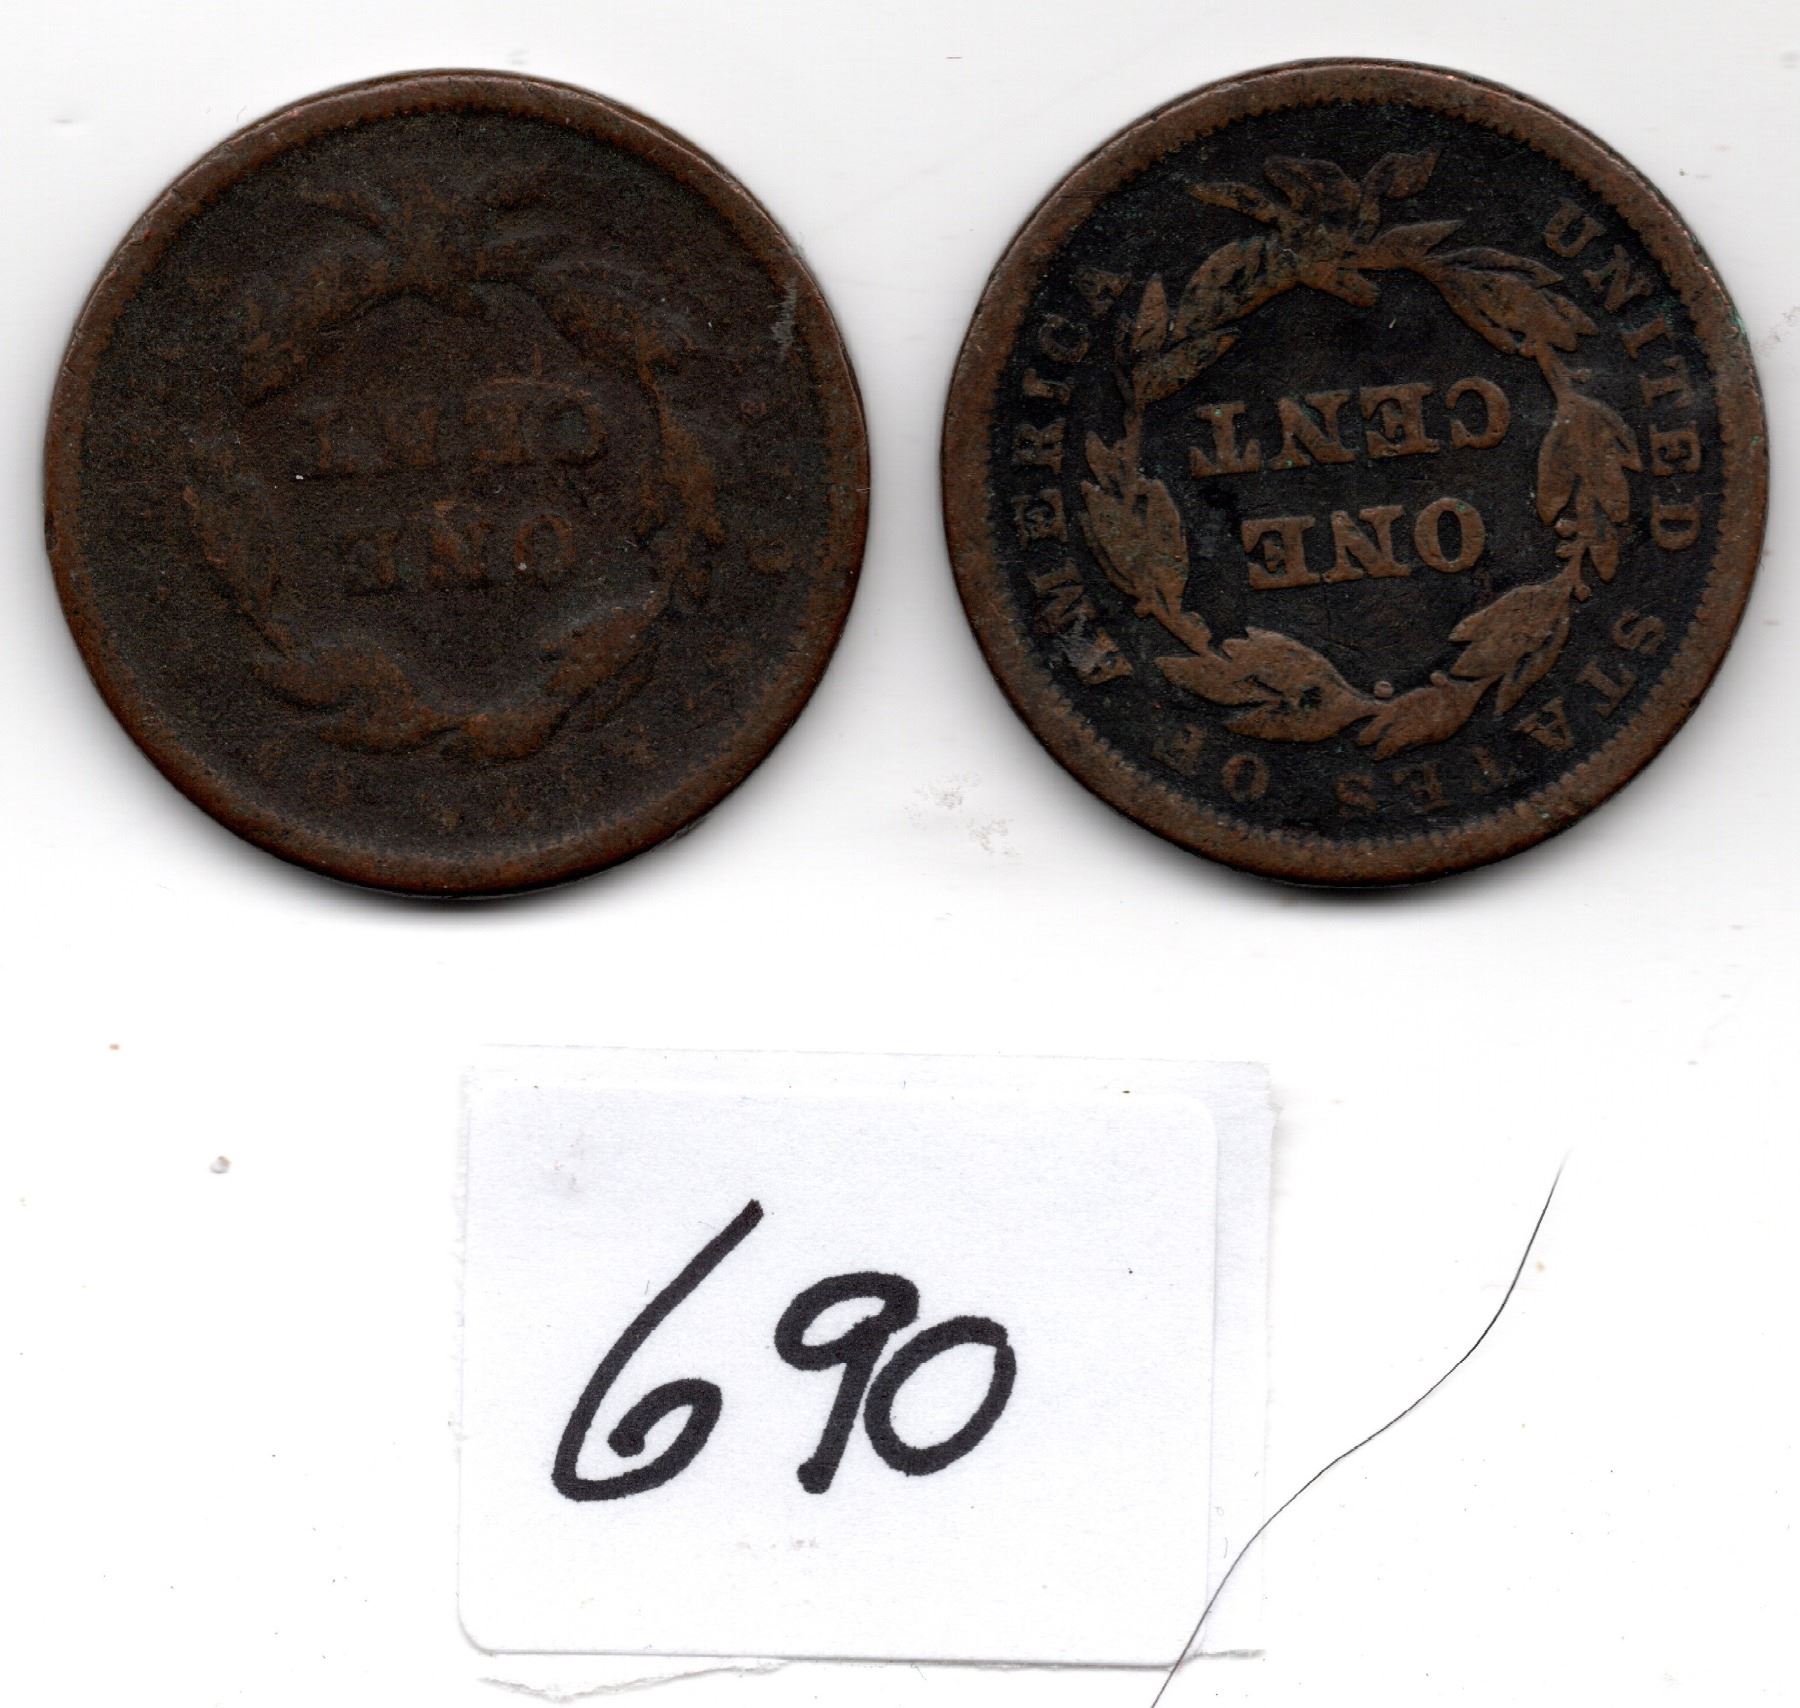 ONE
CENT
UNITED STATES OF AMERICA
ONE
CENT
690